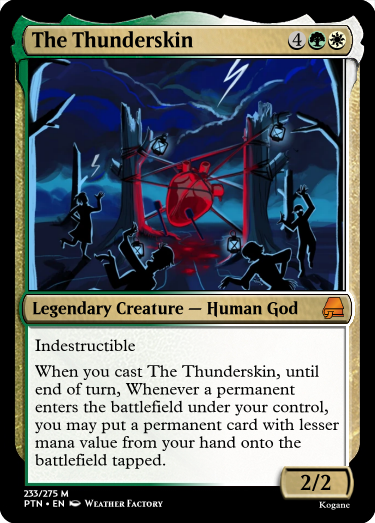 The Thunderskin 4
Legendary Creature — Human God
Indestructible
When you cast The Thunderskin, until
end of turn, Whenever a permanent
enters the battlefield under your control,
you may put a permanent card with lesser
mana value from your hand onto the
battlefield tapped.
2/2
233/275 M
PTN • EN Weather Factory
Kogane